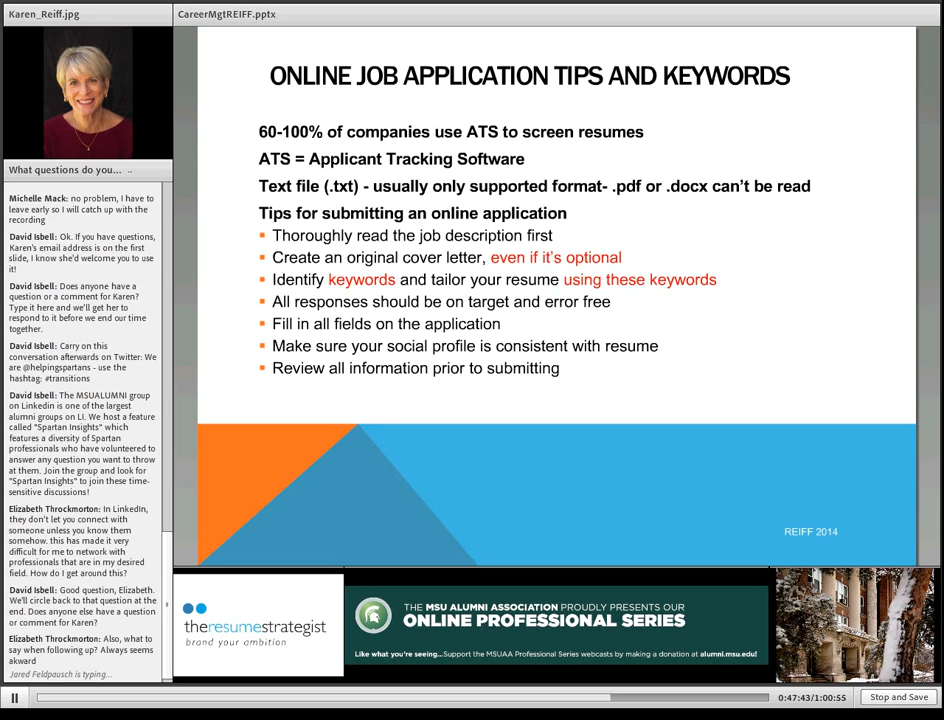 Karen_Reiff.jpg
CareerMgtREIFF.pptx
What questions do you... ..
Michelle Mack: no problem, I have to
leave early so I will catch up with the
recording
David Isbell: Ok. If you have questions,
Karen's email address is on the first
slide, I know she'd welcome you to use
it!
David Isbell: Does anyone have a
question or a comment for Karen?
Type it here and we'll get her to
respond to it before we end our time
together.
David Isbell: Carry on this
conversation afterwards on Twitter: We
are @helpingspartans - use the
hashtag: #transitions
David Isbell: The MSUALUMNI group
on Linkedin is one of the largest
alumni groups on LI. We host a feature
called "Spartan Insights" which
features a diversity of Spartan
professionals who have volunteered to
answer any question you want to throw
at them. Join the group and look for
"Spartan Insights" to join these time-
sensitive discussions!
Elizabeth Throckmorton: In LinkedIn,
they don't let you connect with
someone unless you know them
somehow. this has made it very
difficult for me to network with
professionals that are in my desired
field. How do I get around this?
David Isbell: Good question, Elizabeth.
We'll circle back to that question at the
end. Does anyone else have a question
or comment for Karen?
Elizabeth Throckmorton: Also, what to
say when following up? Always seems
akward
Jared Feldpausch is typing...
ONLINE JOB APPLICATION TIPS AND KEYWORDS
60-100% of companies use ATS to screen resumes
ATS = Applicant Tracking Software
Text file (.txt) - usually only supported format- .pdf or .docx can't be read
Tips for submitting an online application
Thoroughly read the job description first
Create an original cover letter, even if it's optional
Identify keywords and tailor your resume using these keywords
All responses should be on target and error free
Fill in all fields on the application
Make sure your social profile is consistent with resume
Review all information prior to submitting
REIFF 2014
theresumestrategist
brand your ambition
THE MSU ALUMNI ASSOCIATION PROUDLY PRESENTS OUR
ONLINE PROFESSIONAL SERIES
Like what you're seeing...Support the MSUAA Professional Series webcasts by making a donation at alumni.msu.edu!
0:47:43/1:00:55
Stop and Save